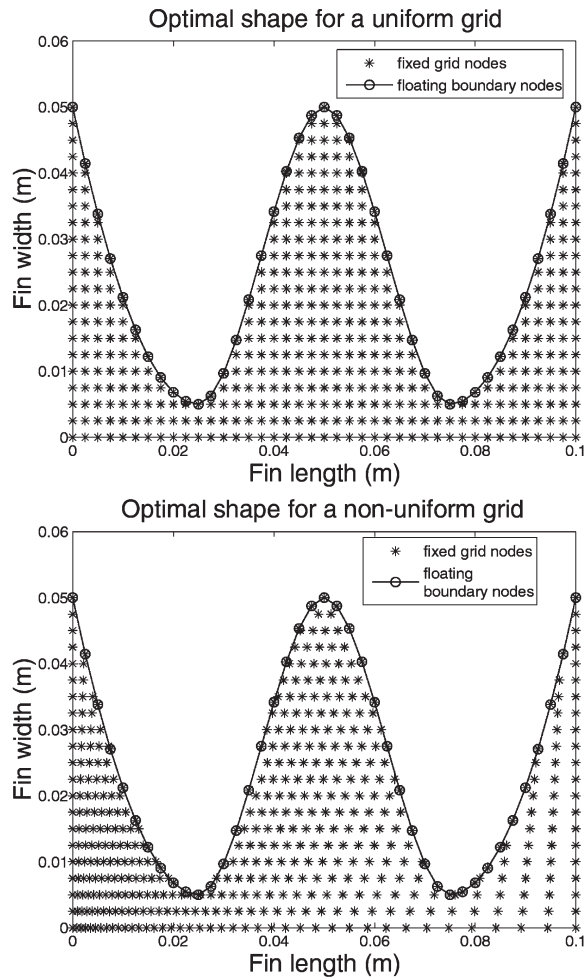 Optimal shape for a uniform grid
0.06
fixed grid nodes
floating boundary nodes
0.05
0.04
0.03
0.02
0.01
0
Fin width (m)
0 0.02 0.04 0.06 0.08 0.1
Fin length (m)
Optimal shape for a non-uniform grid
0.06
fixed grid nodes
floating
boundary nodes
0.05
0.04
0.03
0.02
0.01
0
Fin width (m)
0 0.02 0.04 0.06 0.08 0.1
Fin length (m)